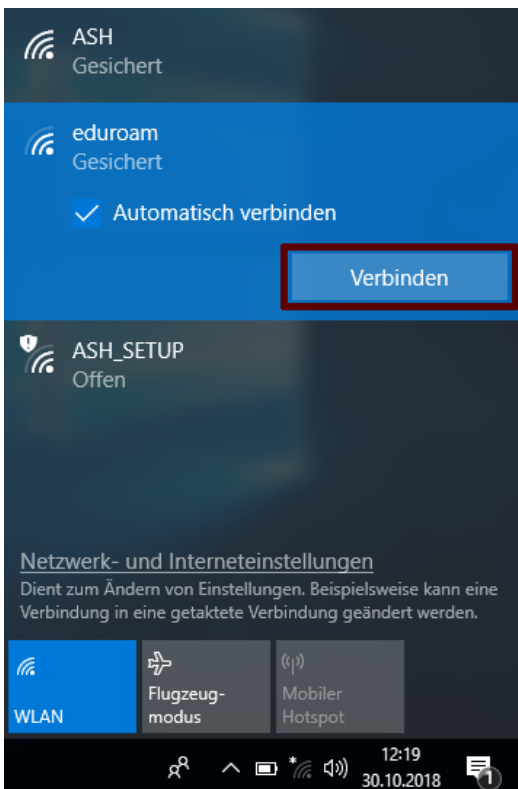 ASH
Gesichert
eduroam
Gesichert
Automatisch verbinden
Verbinden
ASH_SETUP
Offen
Netzwerk- und Interneteinstellungen
Dient zum Ändern von Einstellungen. Beispielsweise kann eine
Verbindung in eine getaktete Verbindung geändert werden.
WLAN
Flugzeug-
modus
Mobiler
Hotspot
12:19
30.10.2018
1